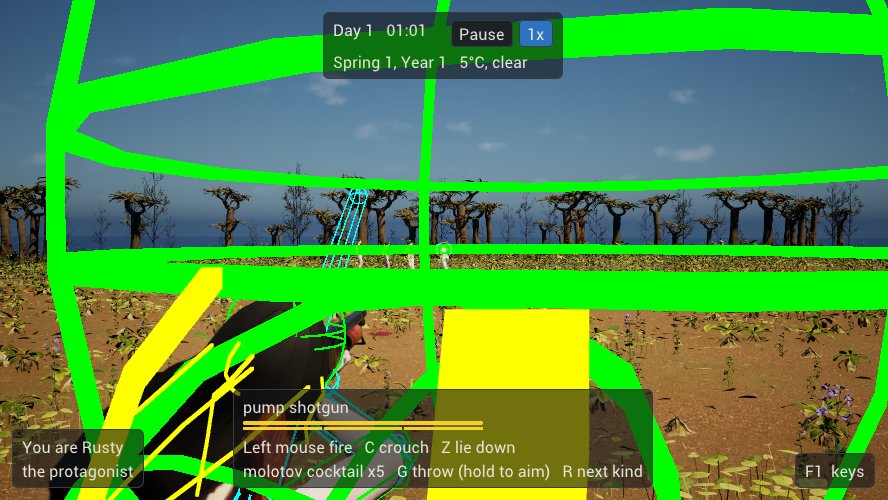 Day 1 01:01 Pause 1x
Spring 1, Year 1 5°C, clear
pump shotgun
Left mouse fire C crouch Z lie down
molotov cocktail x5 G throw (hold to aim) R next kind
You are Rusty
the protagonist
F1 keys